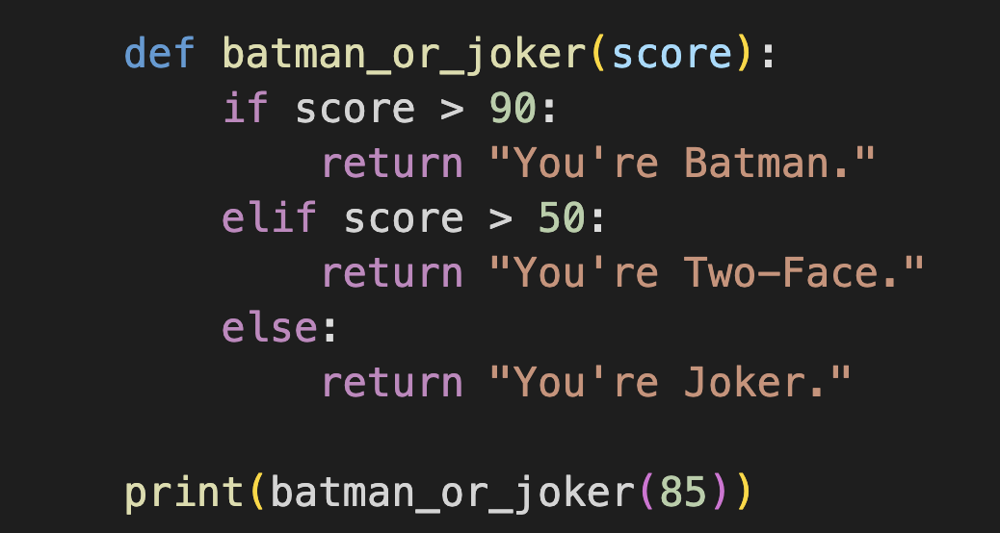 def batman_or_joker(score):
    if score > 90:
        return "You're Batman."
    elif score > 50:
        return "You're Two-Face."
    else:
        return "You're Joker."

print(batman_or_joker(85))